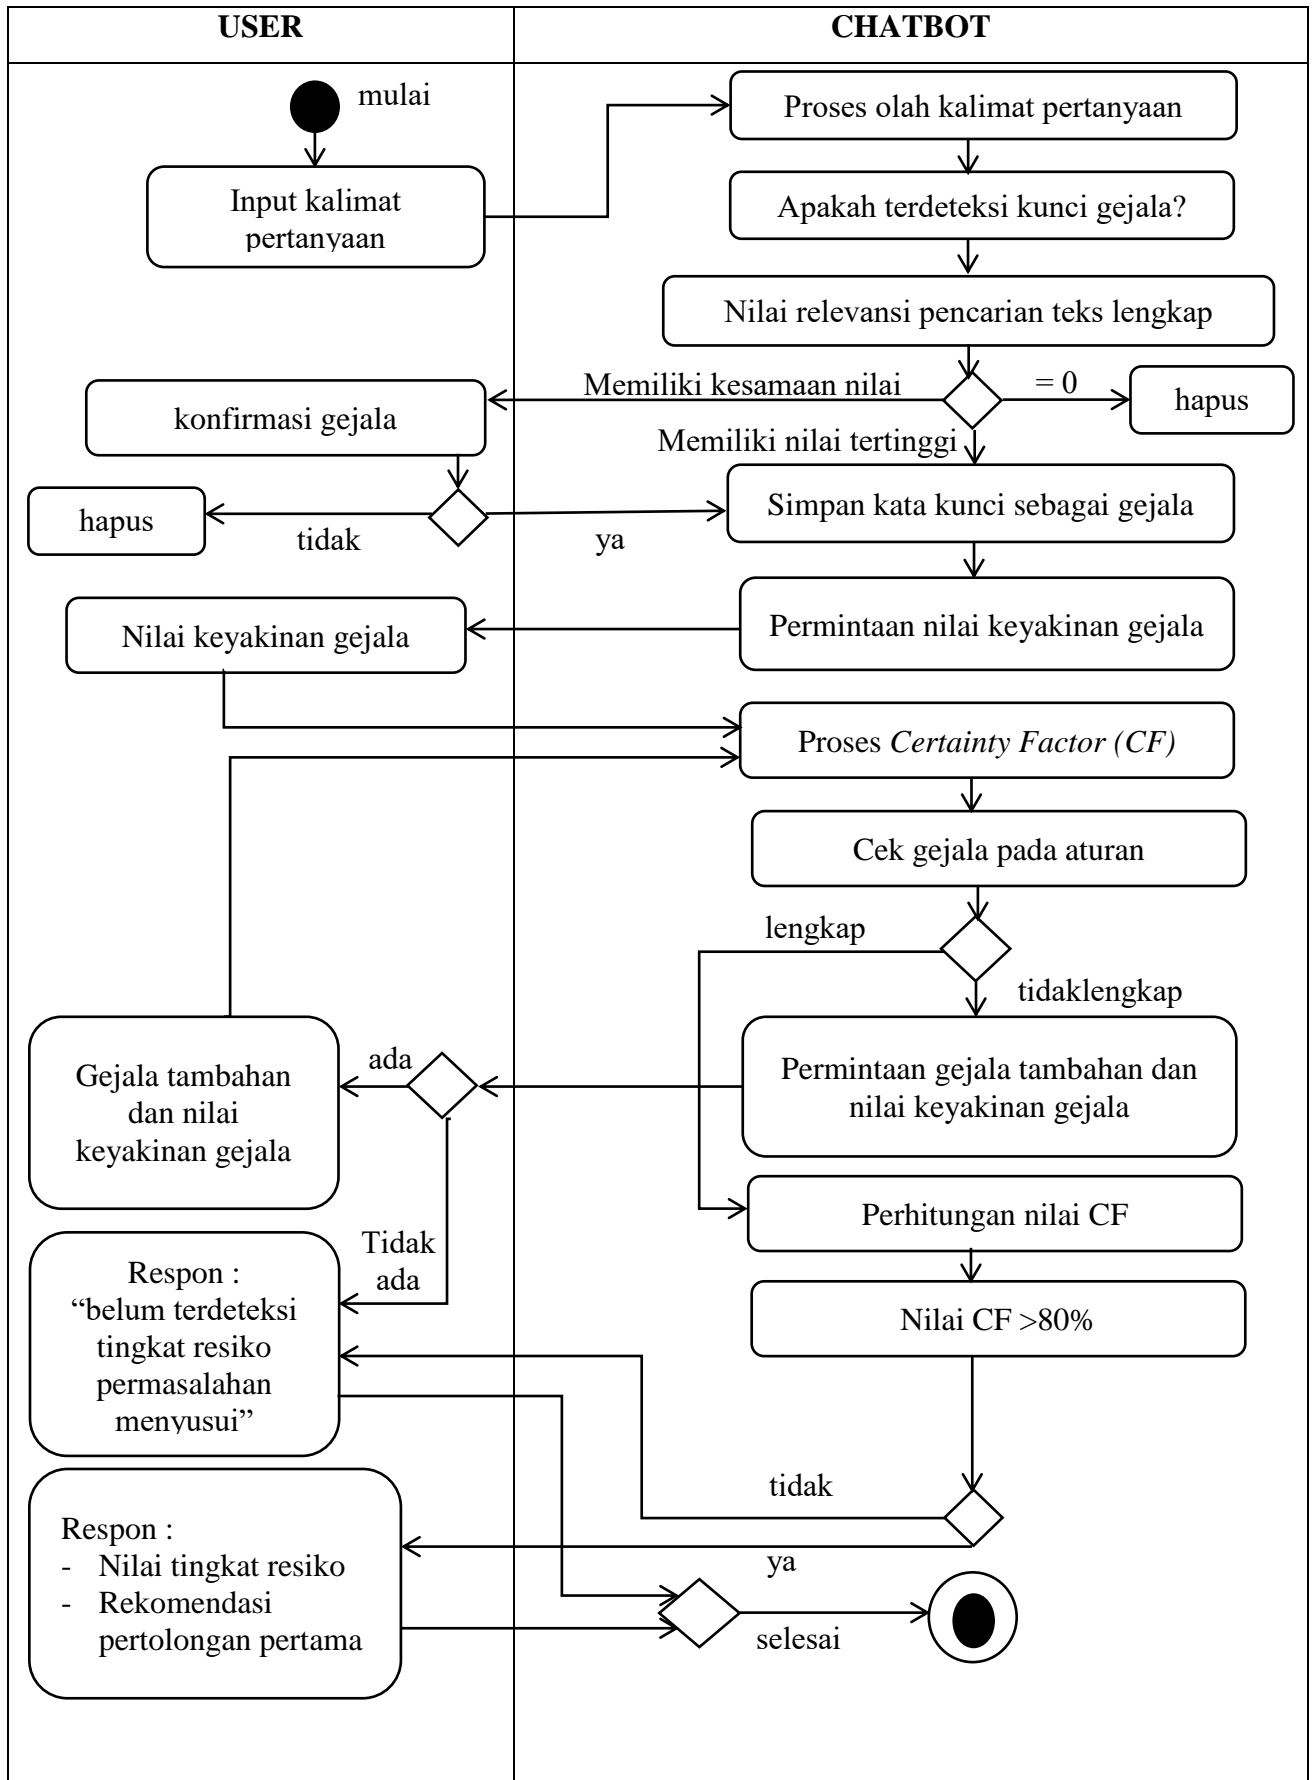 USER
CHATBOT
mulai
Proses olah kalimat pertanyaan
Input kalimat
pertanyaan
Apakah terdeteksi kunci gejala?
Nilai relevansi pencarian teks lengkap
Memiliki kesamaan nilai
= 0
hapus
konfirmasi gejala
Memiliki nilai tertinggi
Simpan kata kunci sebagai gejala
hapus
tidak
ya
Nilai keyakinan gejala
Permintaan nilai keyakinan gejala
Proses Certainty Factor (CF)
Cek gejala pada aturan
lengkap
tidaklengkap
Gejala tambahan
dan nilai
keyakinan gejala
ada
Permintaan gejala tambahan dan
nilai keyakinan gejala
Perhitungan nilai CF
Tidak
ada
Respon :
“belum terdeteksi
tingkat resiko
permasalahan
menyusui”
Nilai CF >80%
tidak
ya
Respon :
- Nilai tingkat resiko
- Rekomendasi
pertolongan pertama
selesai